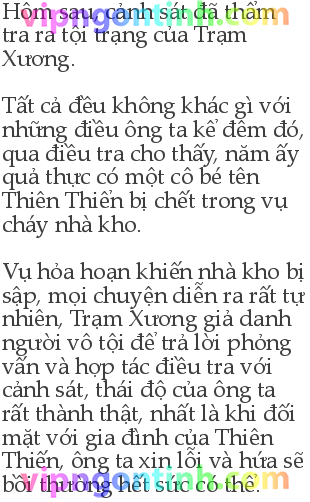 Hôm sau, cảnh sát đã thẩm
tra ra tội trạng của Trạm
Xương.
Tất cả đều không khác gì với
những điều ông ta kể đêm đó,
qua điều tra cho thấy, năm ấy
quả thực có một cô bé tên
Thiên Thiển bị chết trong vụ
cháy nhà kho.
Vụ hỏa hoạn khiến nhà kho bị
sập, mọi chuyện diễn ra rất tự
nhiên, Trạm Xương giả danh
người vô tội để trả lời phỏng
vấn và hợp tác điều tra với
cảnh sát, thái độ của ông ta
rất thành thật, nhất là khi đối
mặt với gia đình của Thiên
Thiến, ông ta xin lỗi và hứa sẽ
bồi thường hết sức có thể.
vipngontinh.com
vipngontinh.com